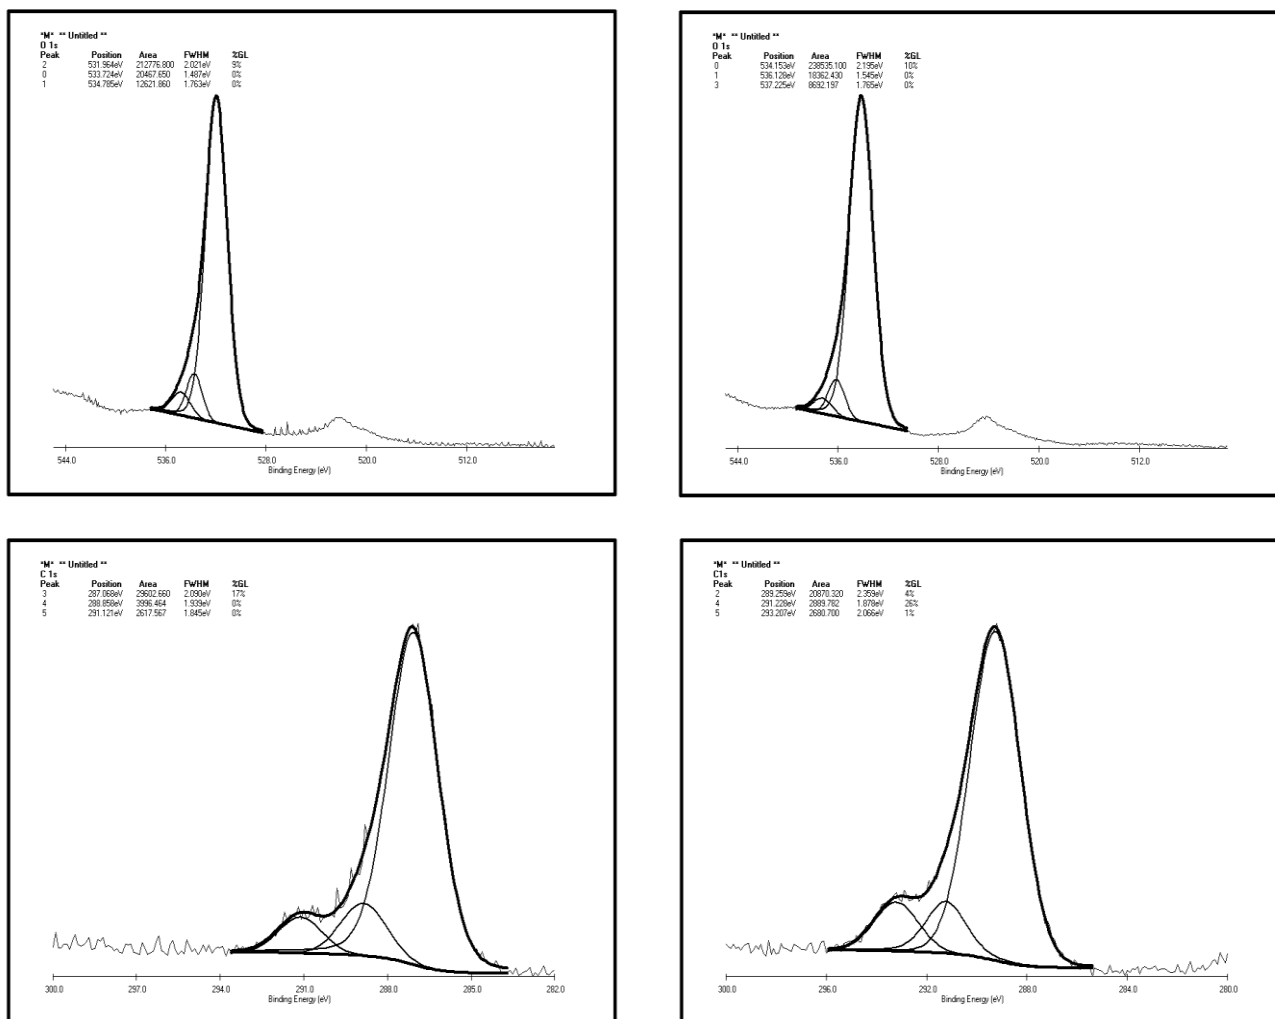 "M" ** Untitled **
O 1s
Peak Position Area FWHM %GL
2 531.964eV 212776.800 2.021eV 9%
0 533.724eV 20467.650 1.487eV 0%
1 534.785eV 12621.860 1.763eV 0%
544.0 536.0 528.0 520.0 512.0
Binding Energy (eV)
"M" ** Untitled **
O 1s
Peak Position Area FWHM %GL
0 534.153eV 238535.100 2.195eV 10%
1 536.128eV 18362.430 1.545eV 0%
3 537.225eV 8692.197 1.765eV 0%
544.0 536.0 528.0 520.0 512.0
Binding Energy (eV)
"M" ** Untitled **
C 1s
Peak Position Area FWHM %GL
3 287.068eV 29602.660 2.090eV 17%
4 288.858eV 3996.464 1.939eV 0%
5 291.121eV 2617.567 1.845eV 0%
300.0 297.0 294.0 291.0 288.0 285.0 282.0
Binding Energy (eV)
"M" ** Untitled **
C1s
Peak Position Area FWHM %GL
2 289.259eV 20870.320 2.359eV 4%
4 291.228eV 2889.782 1.878eV 26%
5 293.207eV 2680.700 2.066eV 1%
300.0 296.0 292.0 288.0 284.0 280.0
Binding Energy (eV)